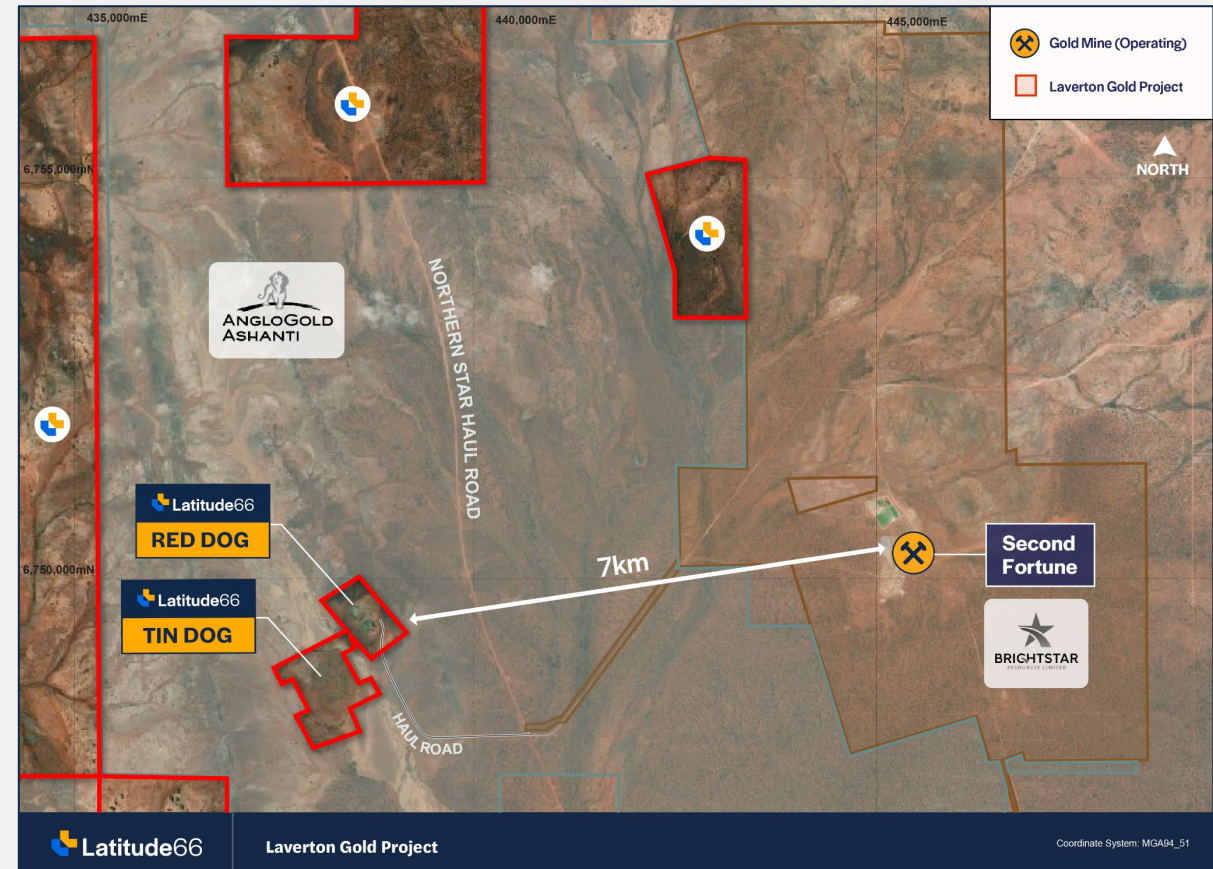 435,000mE
440,000mE
445,000mE
Gold Mine (Operating)
Laverton Gold Project
NORTH
6,755,000mN
ANGLOGOLD
ASHANTI
NORTHERN STAR HAUL ROAD
Latitude66
RED DOG
6,750,000mN
7km
Second
Fortune
Latitude66
TIN DOG
BRIGHTSTAR
RESOURCES LIMITED
HAUL ROAD
Latitude66
Laverton Gold Project
Coordinate System: MGA94_51